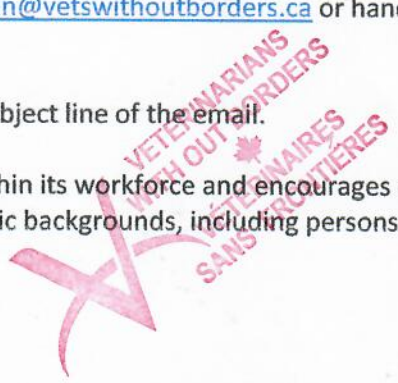 n@vetswithoutborders.ca or hand
bject line of the email.
hin its workforce and encourages
ic backgrounds, including persons
VETERINARIANS
WITH OUT BORDERS
VÉTÉRINAIRES
SANS FRONTIÈRES